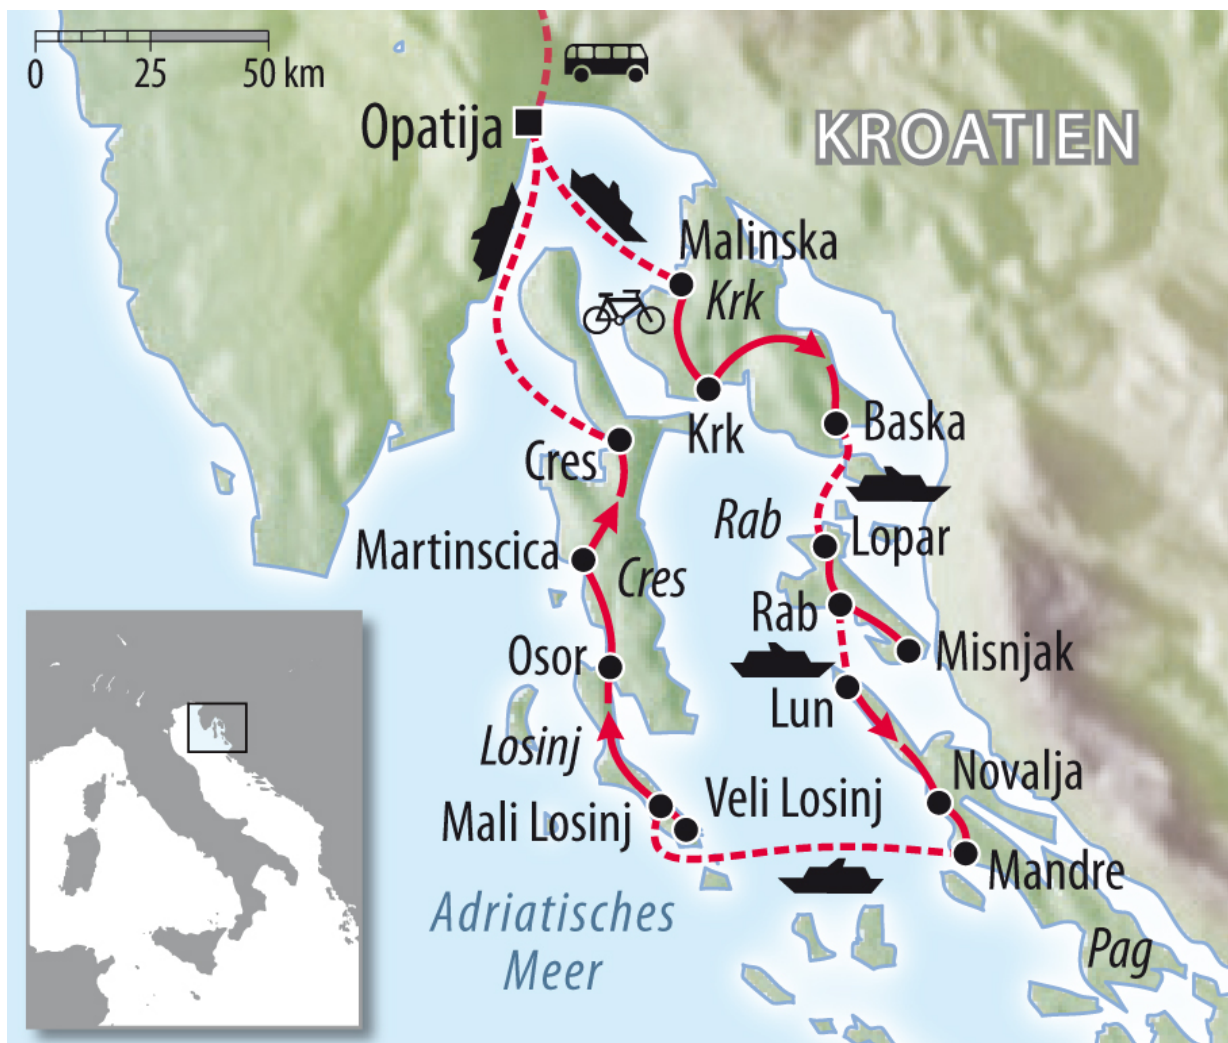 0 25 50 km
Opatija
KROATIEN
Malinska
Krk
Krk
Baska
Cres
Rab
Lopar
Martinscica
Cres
Rab
Misnjak
Osor
Lun
Losinj
Novalja
Veli Losinj
Mali Losinj
Mandre
Adriatisches
Meer
Pag